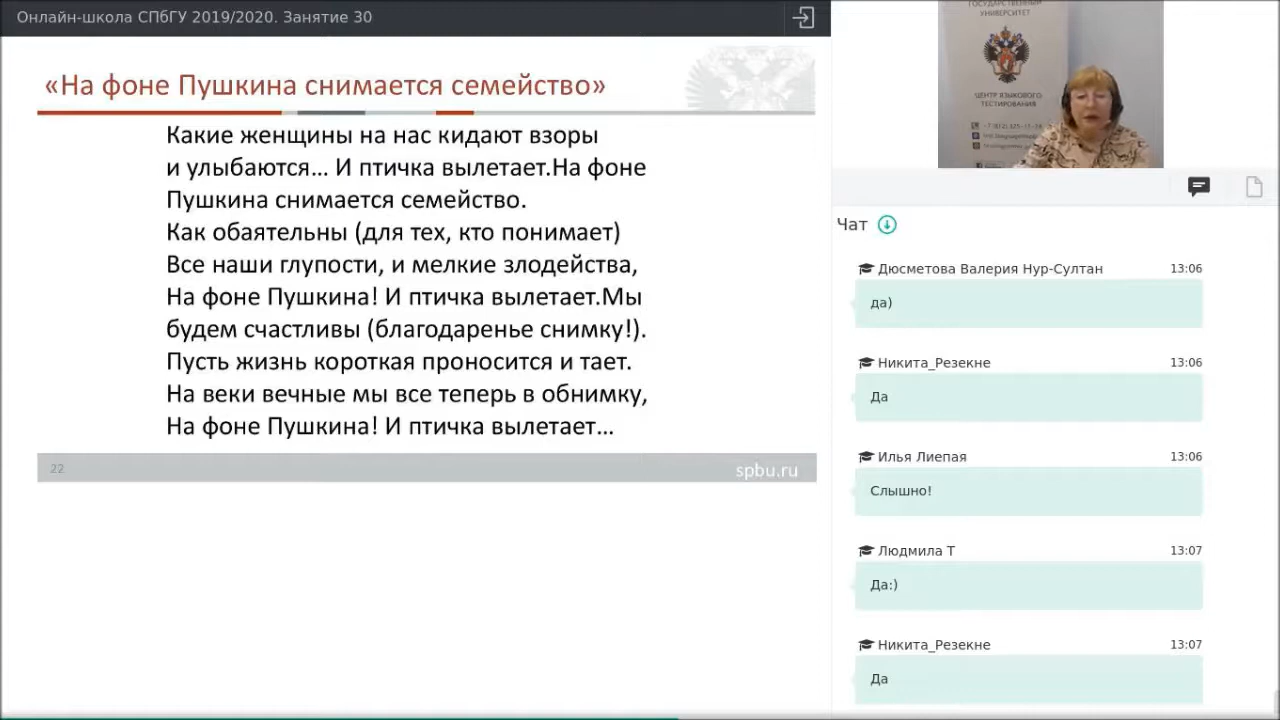 Онлайн-школа СПбГУ 2019/2020. Занятие 30
«На фоне Пушкина снимается семейство»
Какие женщины на нас кидают взоры
и улыбаются… И птичка вылетает.На фоне
Пушкина снимается семейство.
Как обаятельны (для тех, кто понимает)
Все наши глупости, и мелкие злодейства,
На фоне Пушкина! И птичка вылетает.Мы
будем счастливы (благодаренье снимку!).
Пусть жизнь короткая проносится и тает.
На веки вечные мы все теперь в обнимку,
На фоне Пушкина! И птичка вылетает…
22
spbu.ru
ГОСУДАРСТВЕННЫЙ
УНИВЕРСИТЕТ
ЦЕНТР ЯЗЫКОВОГО
ТЕСТИРОВАНИЯ
Чат
Дюсметова Валерия Нур-Султан 13:06
да)
Никита_Резекне 13:06
Да
Илья Лиепая 13:06
Слышно!
Людмила Т 13:07
Да:)
Никита_Резекне 13:07
Да